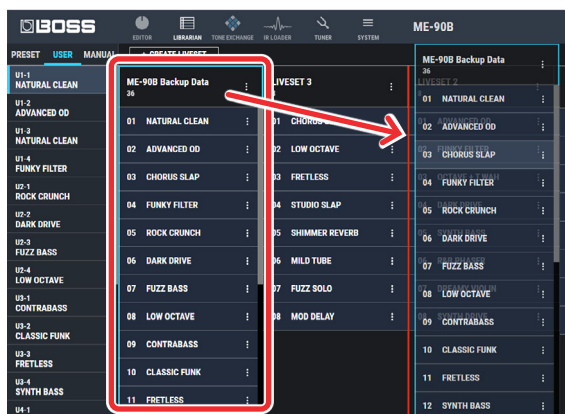 BOSS
EDITOR
LIBRARIAN
TONE EXCHANGE
IR LOADER
TUNER
SYSTEM
ME-90B
PRESET USER MANUAL
+ CREATE LIVESET
U1-1
NATURAL CLEAN
U1-2
ADVANCED OD
U1-3
NATURAL CLEAN
U1-4
FUNKY FILTER
U2-1
ROCK CRUNCH
U2-2
DARK DRIVE
U2-3
FUZZ BASS
U2-4
LOW OCTAVE
U3-1
CONTRABASS
U3-2
CLASSIC FUNK
U3-3
FRETLESS
U3-4
SYNTH BASS
U4-1
ME-90B Backup Data
36
01 NATURAL CLEAN
02 ADVANCED OD
03 CHORUS SLAP
04 FUNKY FILTER
05 ROCK CRUNCH
06 DARK DRIVE
07 FUZZ BASS
08 LOW OCTAVE
09 CONTRABASS
10 CLASSIC FUNK
11 FRETLESS
LIVESET 3
01 CHORUS
02 LOW OCTAVE
03 FRETLESS
04 STUDIO SLAP
05 SHIMMER REVERB
06 MILD TUBE
07 FUZZ SOLO
08 MOD DELAY
ME-90B Backup Data
36
LIVESET 2
01 NATURAL CLEAN
02 ADVANCED OD
03 CHORUS SLAP
04 FUNKY FILTER
05 ROCK CRUNCH
06 DARK DRIVE
07 FUZZ BASS
08 LOW OCTAVE
09 CONTRABASS
10 CLASSIC FUNK
11 FRETLESS
12 SYNTH BASS